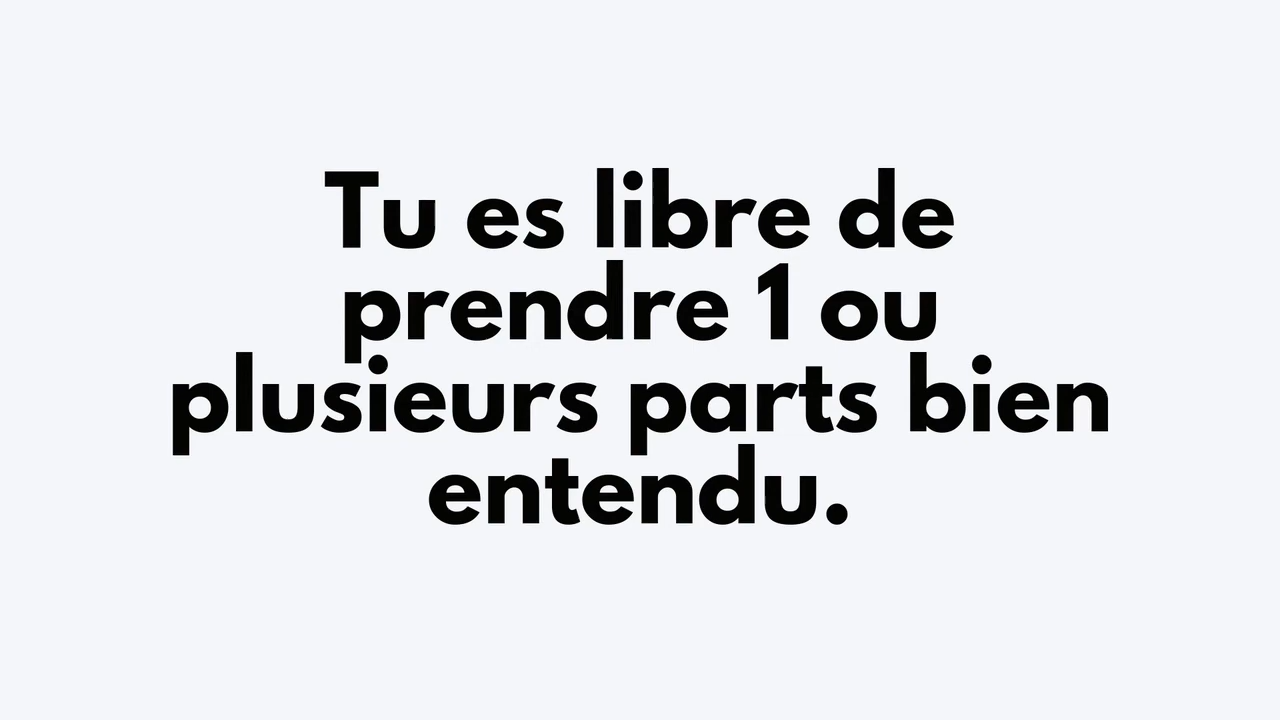 Tu es libre de
prendre 1 ou
plusieurs parts bien
entendu.